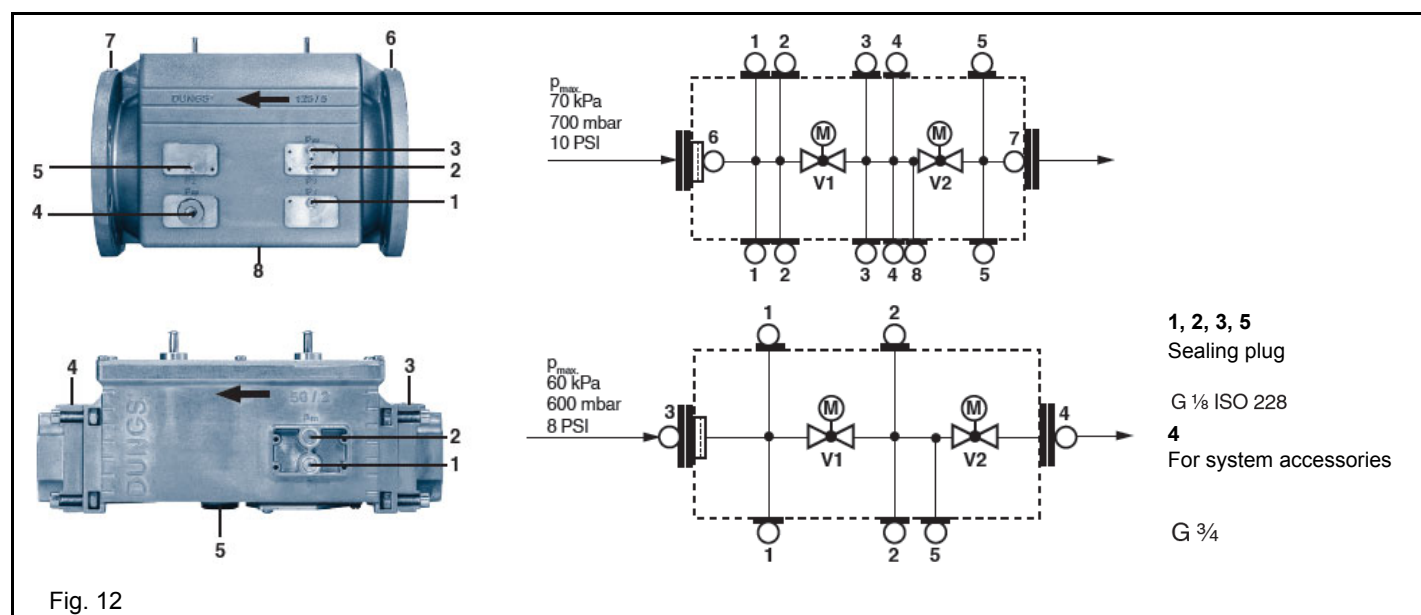 7 6
DUNGS 125 / 5
3
5 2
4 1
8
1 2 3 4 5
pmax.
70 kPa
700 mbar
10 PSI
6 M M 7
V1 V2
1 2 3 4 8 5
4 3
DUNGS 50 / 2
2
1
5
1 2
pmax.
60 kPa
600 mbar
8 PSI
3 M M 4
V1 V2
1 2 5
1, 2, 3, 5
Sealing plug
G ⅛ ISO 228
4
For system accessories
G ¾
Fig. 12